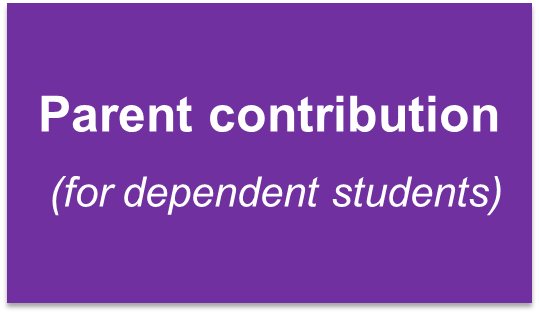 Parent contribution
(for dependent students)